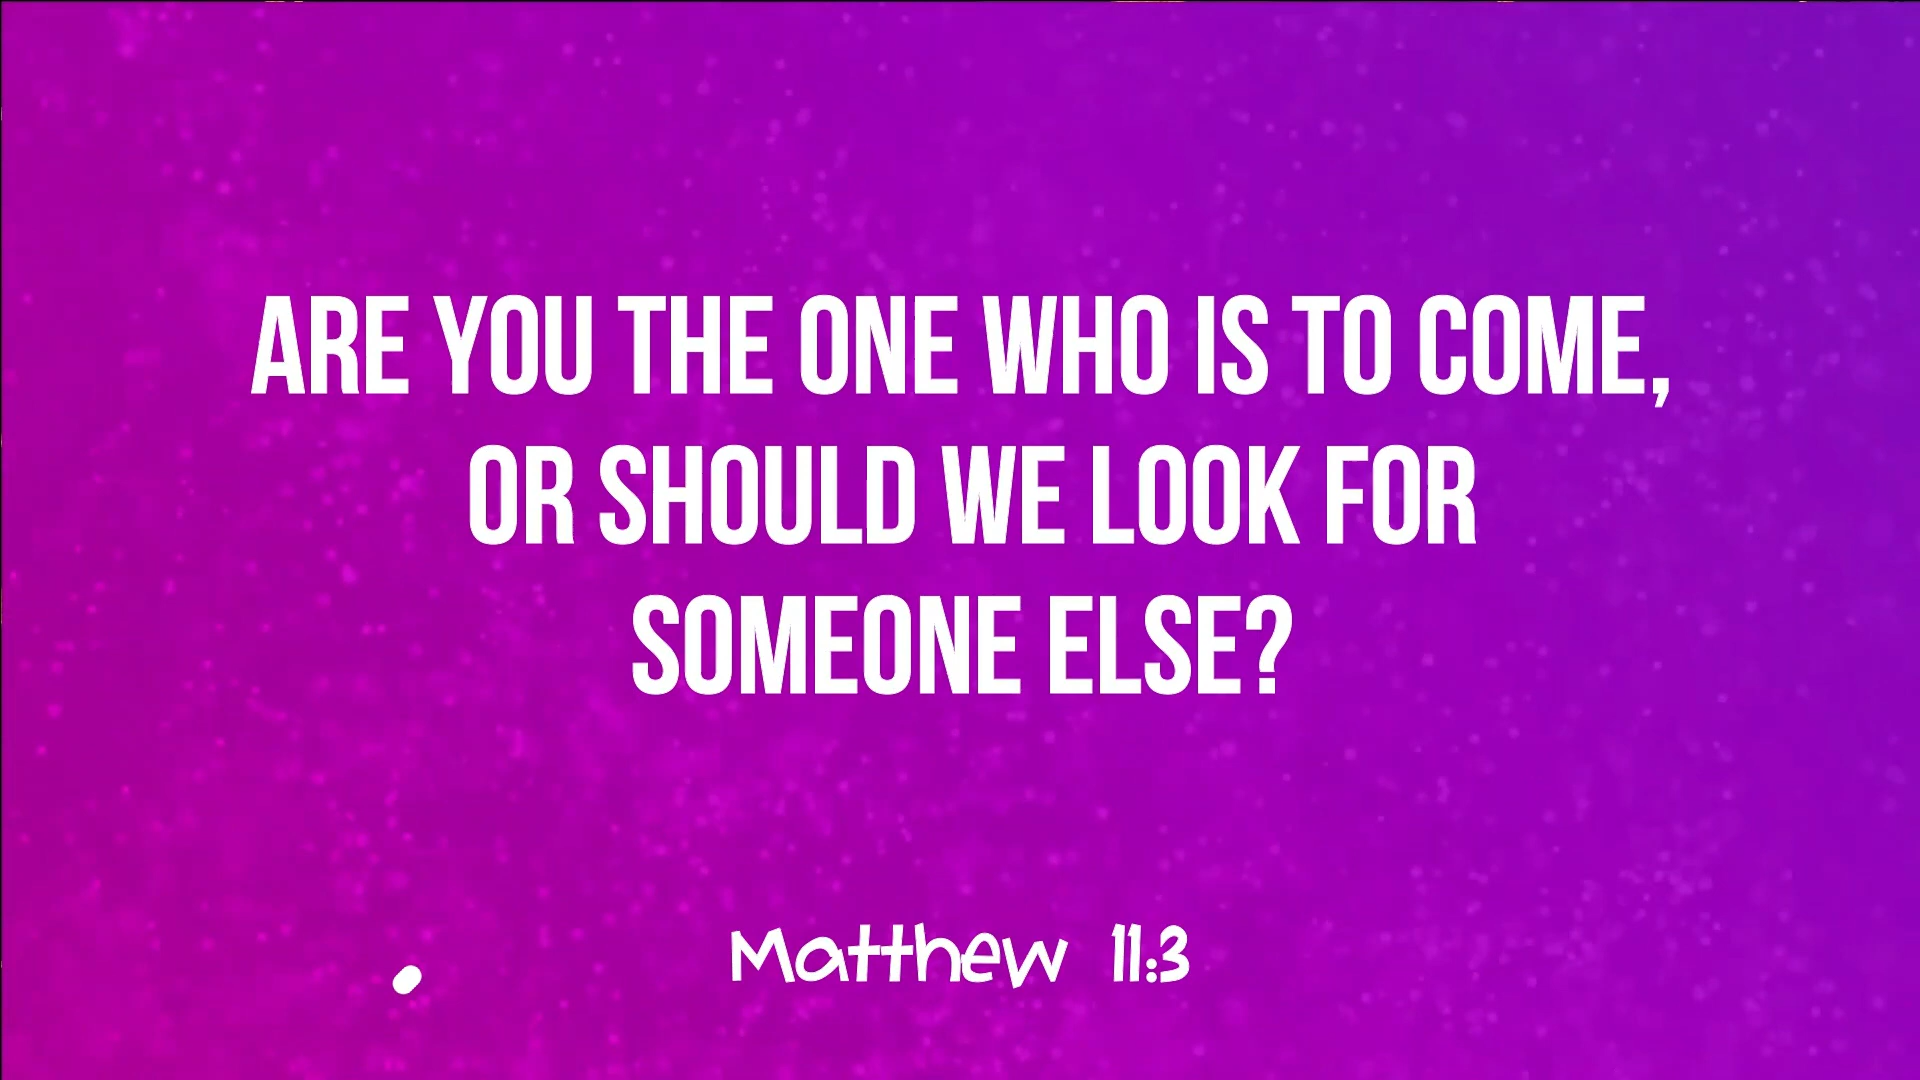 ARE YOU THE ONE WHO IS TO COME,
OR SHOULD WE LOOK FOR
SOMEONE ELSE?
Matthew 11:3